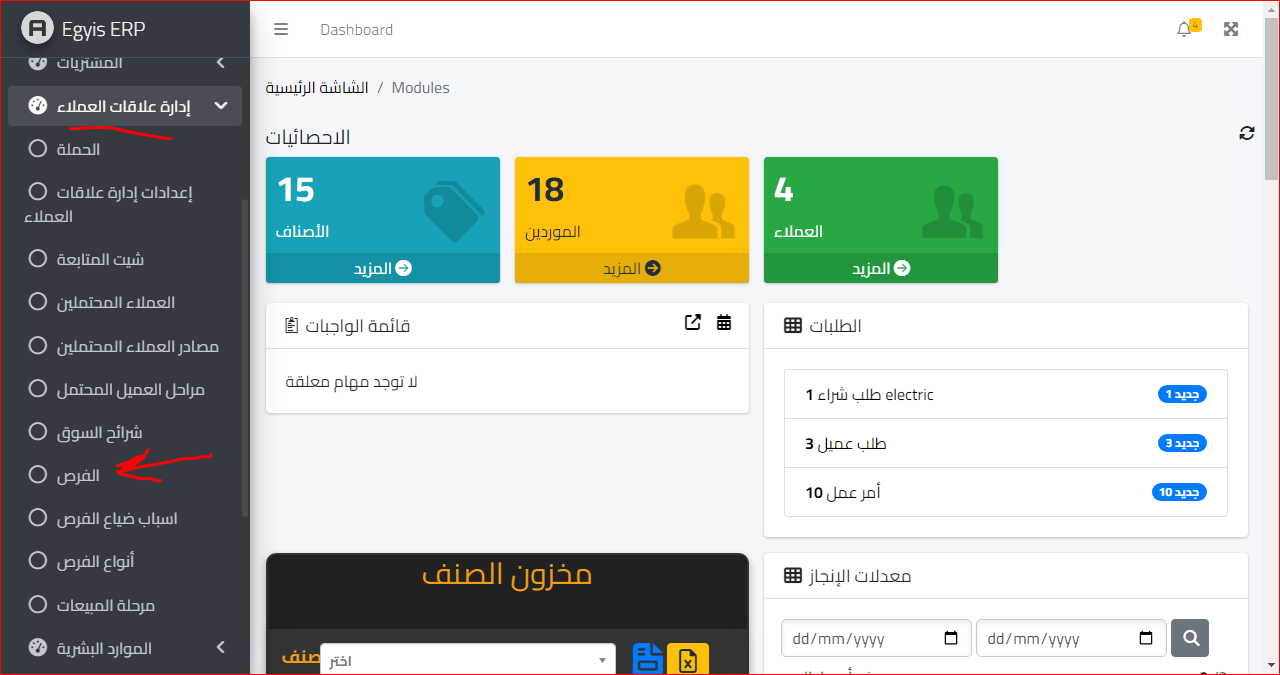 Egyis ERP
المشتريات
إدارة علاقات العملاء
الحملة
إعدادات إدارة علاقات
العملاء
شيت المتابعة
العملاء المحتملين
مصادر العملاء المحتملين
مراحل العميل المحتمل
شرائح السوق
الفرص
اسباب ضياع الفرص
أنواع الفرص
مرحلة المبيعات
الموارد البشرية
Dashboard
4
الشاشة الرئيسية / Modules
الاحصائيات
15
الأصناف
المزيد
18
الموردين
المزيد
4
العملاء
المزيد
قائمة الواجبات
لا توجد مهام معلقة
الطلبات
1 طلب شراء electric
جديد 1
3 طلب عميل
جديد 3
10 أمر عمل
جديد 10
مخزون الصنف
صنف
اختر
معدلات الإنجاز
dd/mm/yyyy
dd/mm/yyyy